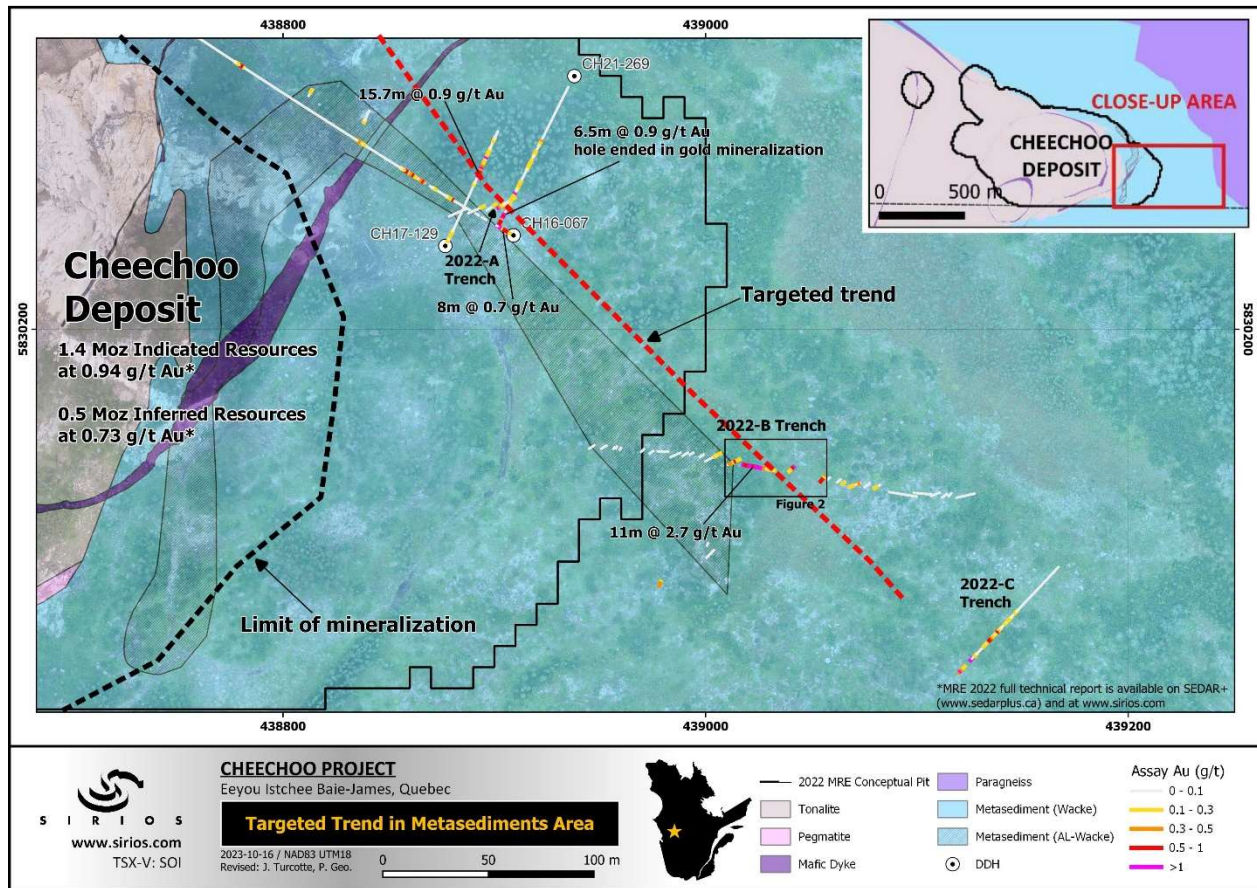 438800
439000
CH21-269
15.7m @ 0.9 g/t Au
6.5m @ 0.9 g/t Au
hole ended in gold mineralization
CLOSE-UP AREA
CHEECHOO
DEPOSIT
0
500 m
CH17-129
CH16-067
2022-A
Trench
8m @ 0.7 g/t Au
Cheechoo
Deposit
1.4 Moz Indicated Resources
at 0.94 g/t Au*
0.5 Moz Inferred Resources
at 0.73 g/t Au*
5830200
5830200
Targeted trend
2022-B Trench
Figure 2
11m @ 2.7 g/t Au
2022-C
Trench
Limit of mineralization
*MRE 2022 full technical report is available on SEDAR+
(www.sedarplus.ca) and at www.sirios.com
438800
439000
439200
SIRIOS
www.sirios.com
TSX-V: SOI
CHEECHOO PROJECT
Eeyou Istchee Baie-James, Quebec
Targeted Trend in Metasediments Area
2023-10-16 / NAD83 UTM18
Revised: J. Turcotte, P. Geo.
0 50 100 m
2022 MRE Conceptual Pit
Tonalite
Pegmatite
Mafic Dyke
Paragneiss
Metasediment (Wacke)
Metasediment (AL-Wacke)
DDH
Assay Au (g/t)
0 - 0.1
0.1 - 0.3
0.3 - 0.5
0.5 - 1
>1